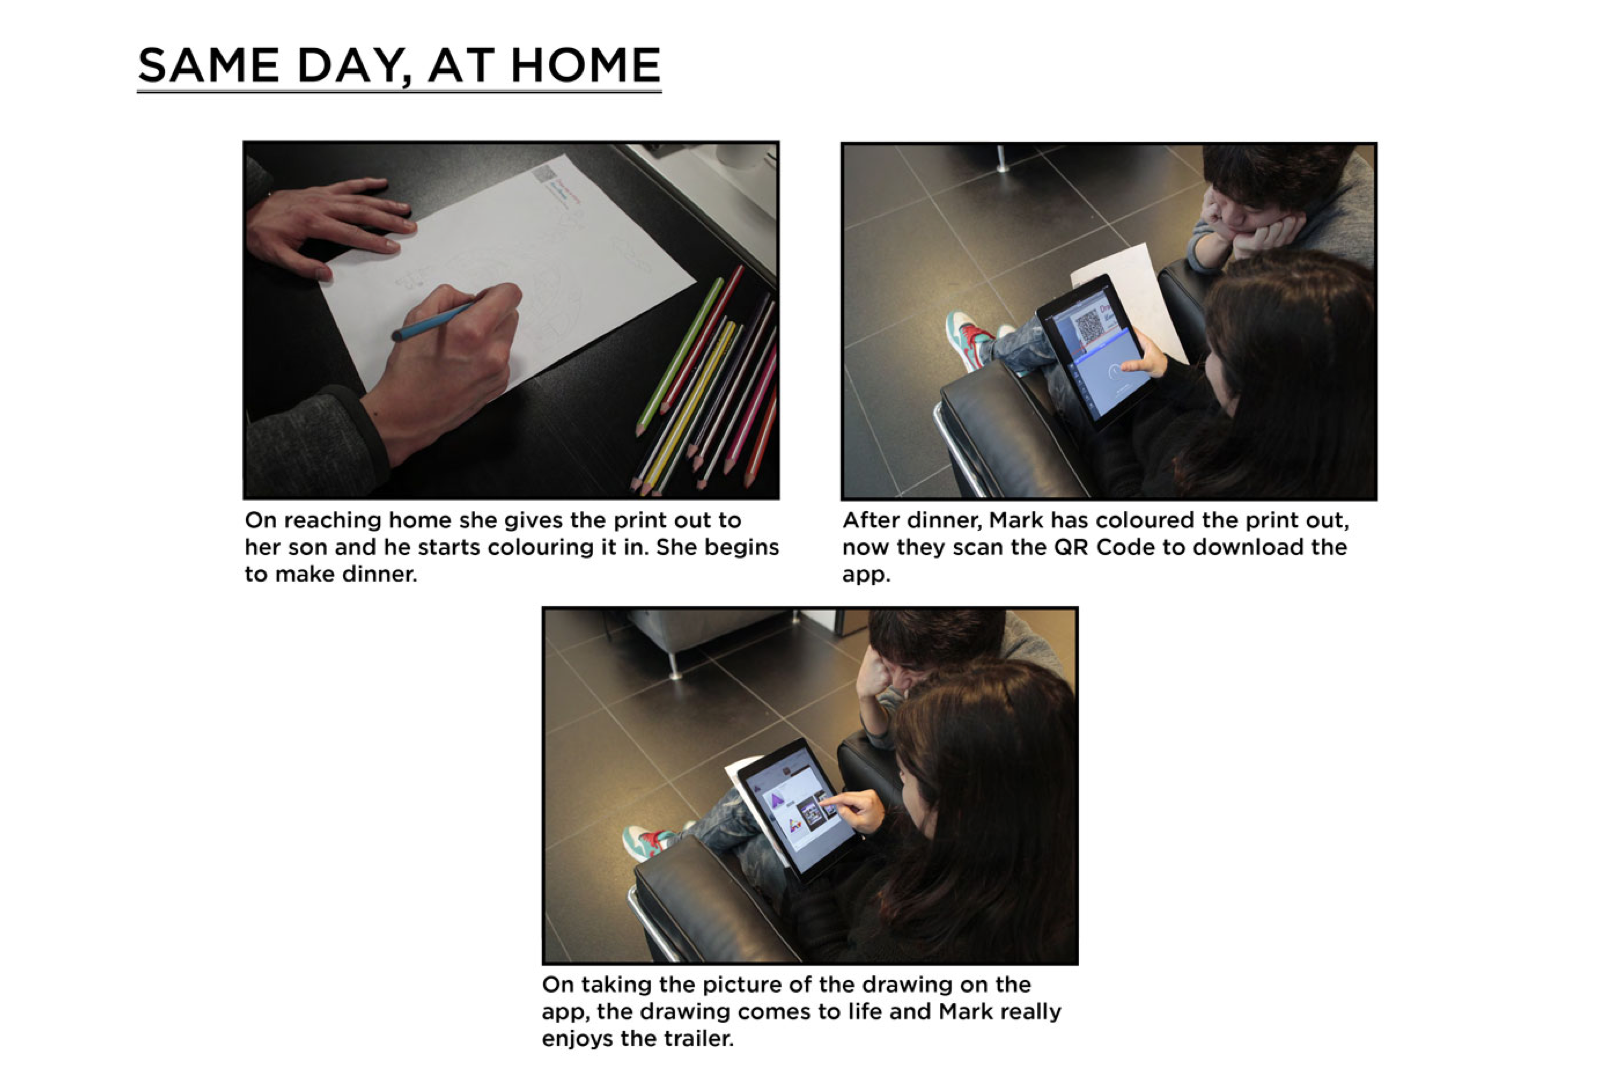 SAME DAY, AT HOME
On reaching home she gives the print out to
her son and he starts colouring it in. She begins
to make dinner.
After dinner, Mark has coloured the print out,
now they scan the QR Code to download the
app.
On taking the picture of the drawing on the
app, the drawing comes to life and Mark really
enjoys the trailer.